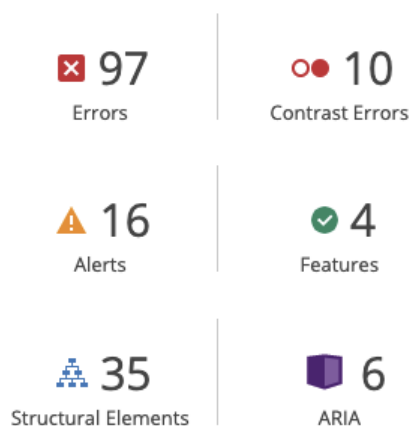 97
Errors
10
Contrast Errors
16
Alerts
4
Features
35
Structural Elements
6
ARIA